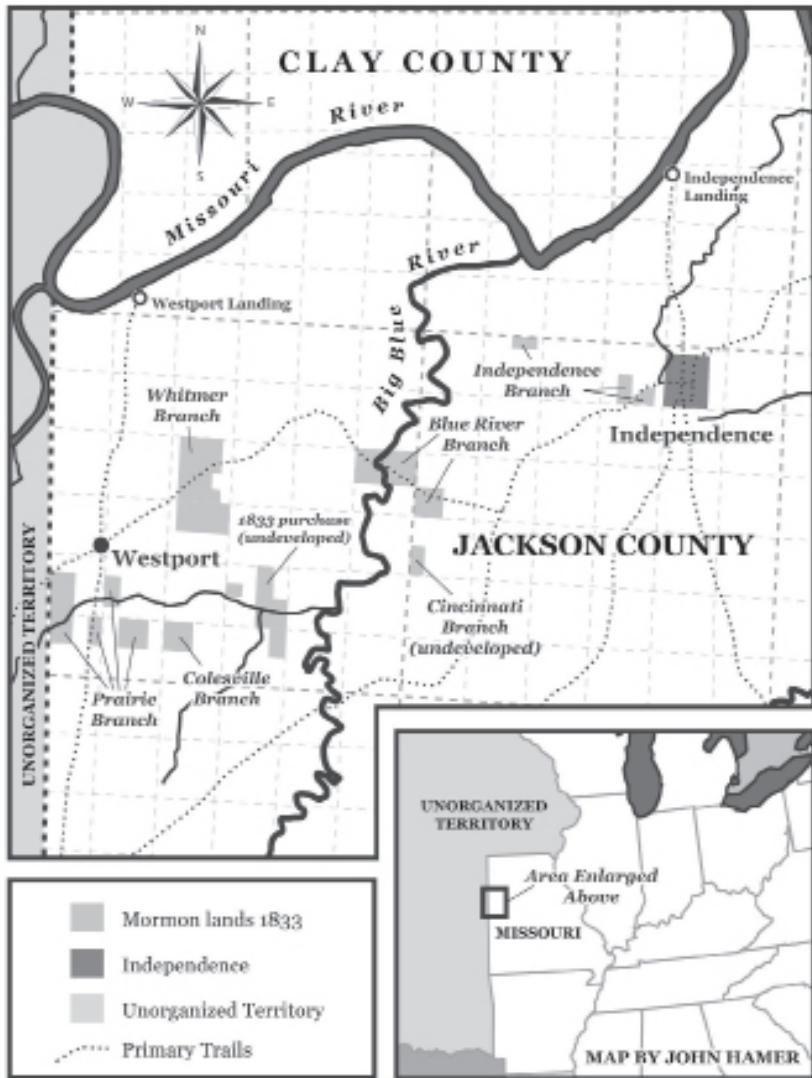 CLAY COUNTY
N
W
E
S
Missouri
River
Independence
Landing
Westport Landing
Big Blue
River
Independence
Branch
Whitmer
Branch
Blue River
Branch
Independence
1833 purchase
(undeveloped)
Westport
JACKSON COUNTY
Cincinnati
Branch
(undeveloped)
Colesville
Branch
Prairie
Branch
UNORGANIZED TERRITORY
UNORGANIZED
TERRITORY
Area Enlarged
Above
MISSOURI
MAP BY JOHN HAMER
Mormon lands 1833
Independence
Unorganized Territory
Primary Trails